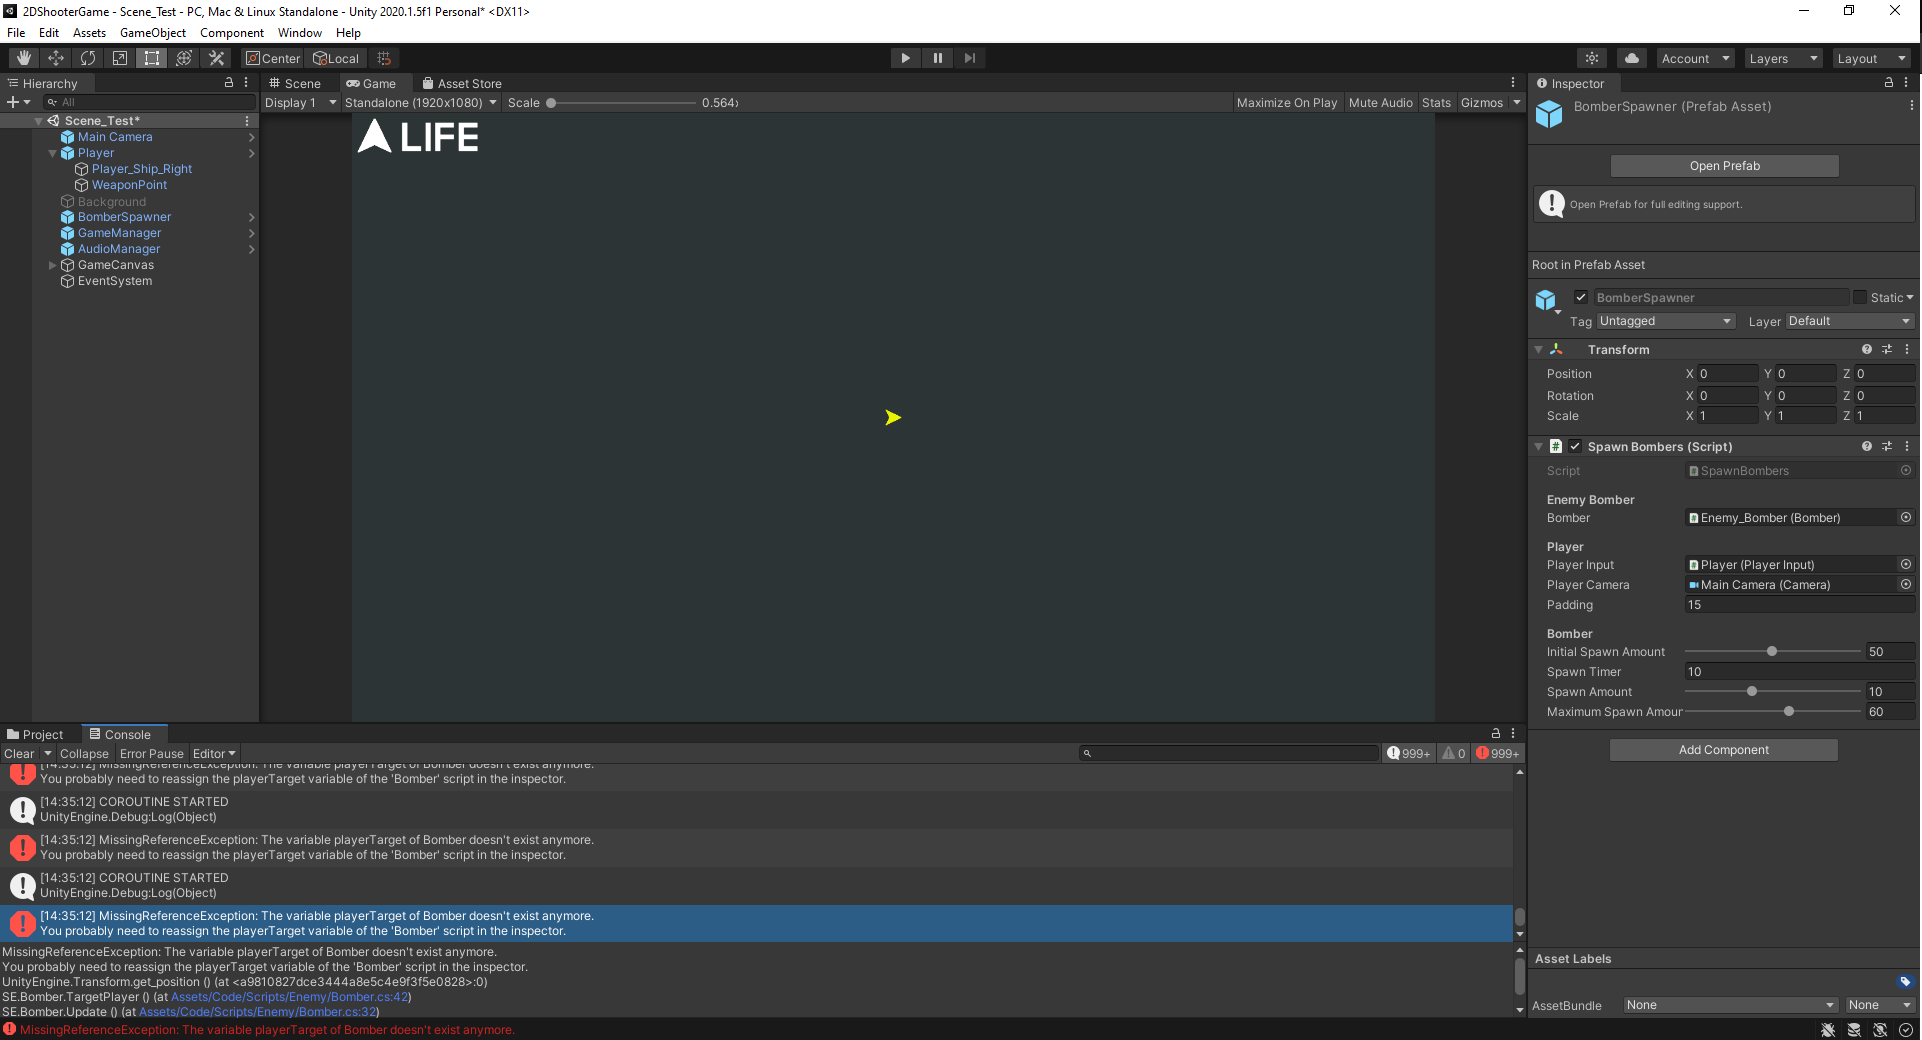 2DShooterGame - Scene_Test - PC, Mac & Linux Standalone - Unity 2020.1.5f1 Personal* <DX11>
File Edit Assets GameObject Component Window Help
Center Local Account Layers Layout
Hierarchy
All
Scene_Test*
Main Camera
Player
Player_Ship_Right
WeaponPoint
Background
BomberSpawner
GameManager
AudioManager
GameCanvas
EventSystem
Scene Game Asset Store
Display 1 Standalone (1920x1080) Scale 0.564x Maximize On Play Mute Audio Stats Gizmos
LIFE
Inspector
BomberSpawner (Prefab Asset)
Open Prefab
Open Prefab for full editing support.
Root in Prefab Asset
BomberSpawner Static
Tag Untagged Layer Default
Transform
Position X 0 Y 0 Z 0
Rotation X 0 Y 0 Z 0
Scale X 1 Y 1 Z 1
# Spawn Bombers (Script)
Script SpawnBombers
Enemy Bomber
Bomber Enemy_Bomber (Bomber)
Player
Player Input Player (Player Input)
Player Camera Main Camera (Camera)
Padding 15
Bomber
Initial Spawn Amount 50
Spawn Timer 10
Spawn Amount 10
Maximum Spawn Amour 60
Add Component
Asset Labels
AssetBundle None None
Project Console
Clear Collapse Error Pause Editor 999+ 0 999+
[14:35:12] MissingReferenceException: The variable playerTarget of Bomber doesn't exist anymore.
You probably need to reassign the playerTarget variable of the 'Bomber' script in the inspector.
[14:35:12] COROUTINE STARTED
UnityEngine.Debug:Log(Object)
[14:35:12] MissingReferenceException: The variable playerTarget of Bomber doesn't exist anymore.
You probably need to reassign the playerTarget variable of the 'Bomber' script in the inspector.
[14:35:12] COROUTINE STARTED
UnityEngine.Debug:Log(Object)
[14:35:12] MissingReferenceException: The variable playerTarget of Bomber doesn't exist anymore.
You probably need to reassign the playerTarget variable of the 'Bomber' script in the inspector.
MissingReferenceException: The variable playerTarget of Bomber doesn't exist anymore.
You probably need to reassign the playerTarget variable of the 'Bomber' script in the inspector.
UnityEngine.Transform.get_position () (at <a9810827dce3444a8e5c4e9f3f5e0828>:0)
SE.Bomber.TargetPlayer () (at Assets/Code/Scripts/Enemy/Bomber.cs:42)
SE.Bomber.Update () (at Assets/Code/Scripts/Enemy/Bomber.cs:32)
MissingReferenceException: The variable playerTarget of Bomber doesn't exist anymore.